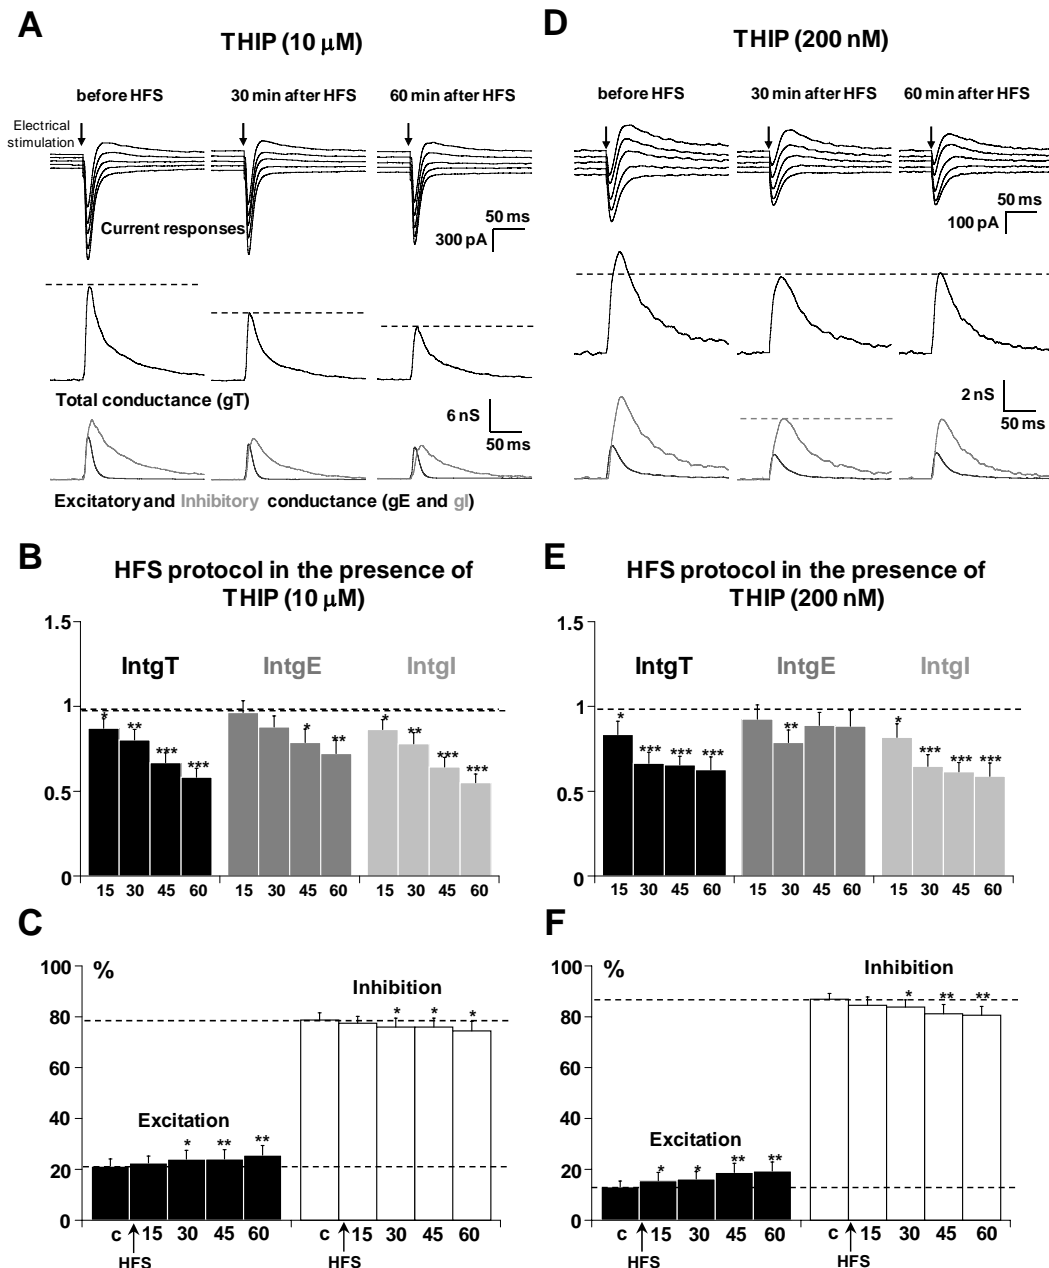 A
THIP (10 μM)
before HFS
30 min after HFS
60 min after HFS
Electrical
stimulation
Current responses
50 ms
300 pA
Total conductance (gT)
6 nS
50 ms
Excitatory and Inhibitory conductance (gE and gI)
D
THIP (200 nM)
before HFS
30 min after HFS
60 min after HFS
50 ms
100 pA
2 nS
50 ms
B
HFS protocol in the presence of
THIP (10 μM)
1.5
1
0.5
0
IntgT
IntgE
IntgI
* ** *** ***
* **
* ** *** ***
15 30 45 60
15 30 45 60
15 30 45 60
E
HFS protocol in the presence of
THIP (200 nM)
1.5
1
0.5
0
IntgT
IntgE
IntgI
* *** *** ***
**
* *** *** ***
15 30 45 60
15 30 45 60
15 30 45 60
C
%
100
80
60
40
20
0
Inhibition
* * *
Excitation
* ** **
c 15 30 45 60
c 15 30 45 60
HFS
HFS
F
%
100
80
60
40
20
0
Inhibition
* ** **
Excitation
* * ** **
c 15 30 45 60
c 15 30 45 60
HFS
HFS